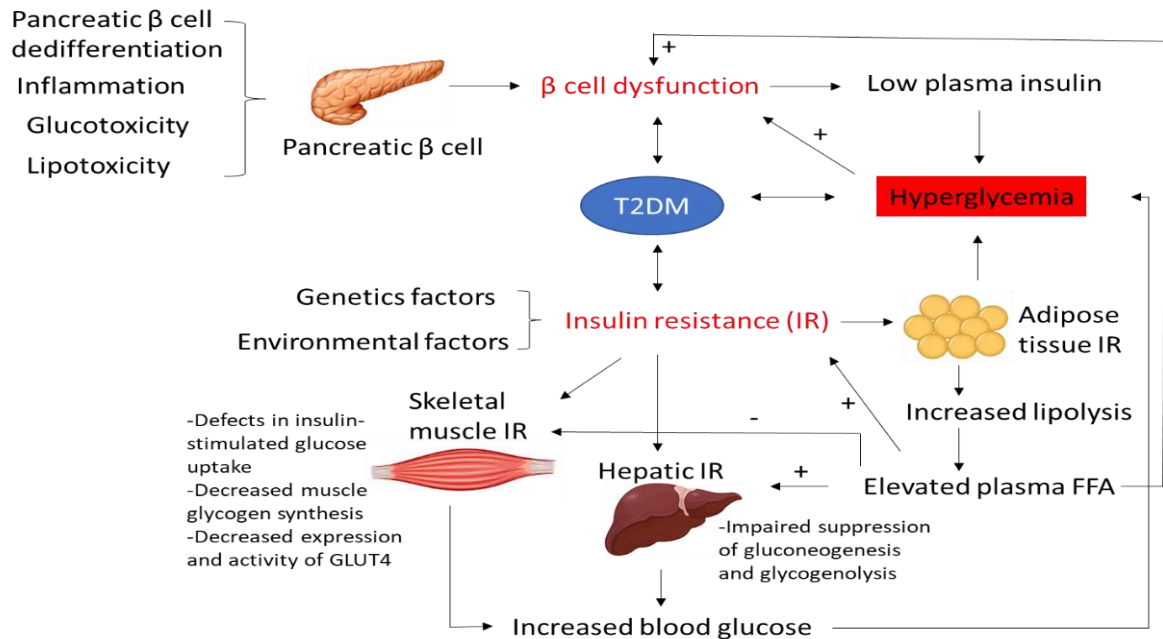 Pancreatic β cell
dedifferentiation
Inflammation
Glucotoxicity
Lipotoxicity
Pancreatic β cell
β cell dysfunction
+
Low plasma insulin
+
T2DM
Hyperglycemia
Genetics factors
Environmental factors
Insulin resistance (IR)
Adipose
tissue IR
Increased lipolysis
+
Elevated plasma FFA
-
+
Skeletal
muscle IR
-Defects in insulin-
stimulated glucose
uptake
-Decreased muscle
glycogen synthesis
-Decreased expression
and activity of GLUT4
Hepatic IR
-Impaired suppression
of gluconeogenesis
and glycogenolysis
Increased blood glucose